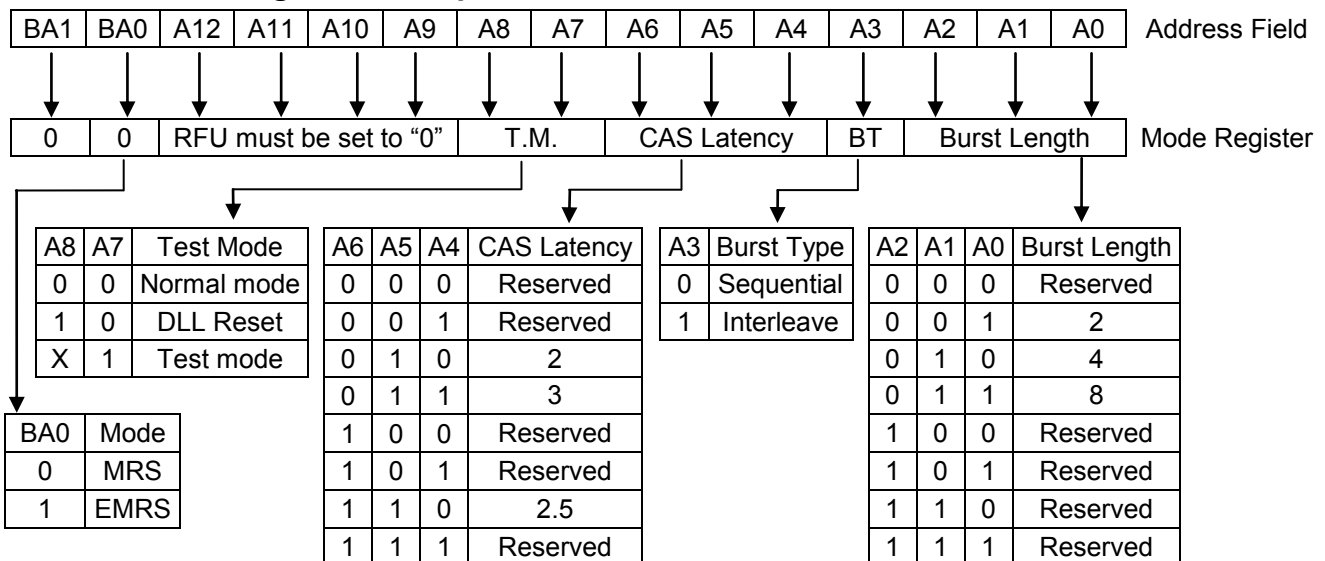 BA1 BA0 A12 A11 A10 A9 A8 A7 A6 A5 A4 A3 A2 A1 A0 Address Field
0 0 RFU must be set to “0” T.M. CAS Latency BT Burst Length Mode Register
A8 A7 Test Mode
0 0 Normal mode
1 0 DLL Reset
X 1 Test mode
BA0 Mode
0 MRS
1 EMRS
A6 A5 A4 CAS Latency
0 0 0 Reserved
0 0 1 Reserved
0 1 0 2
0 1 1 3
1 0 0 Reserved
1 0 1 Reserved
1 1 0 2.5
1 1 1 Reserved
A3 Burst Type
0 Sequential
1 Interleave
A2 A1 A0 Burst Length
0 0 0 Reserved
0 0 1 2
0 1 0 4
0 1 1 8
1 0 0 Reserved
1 0 1 Reserved
1 1 0 Reserved
1 1 1 Reserved